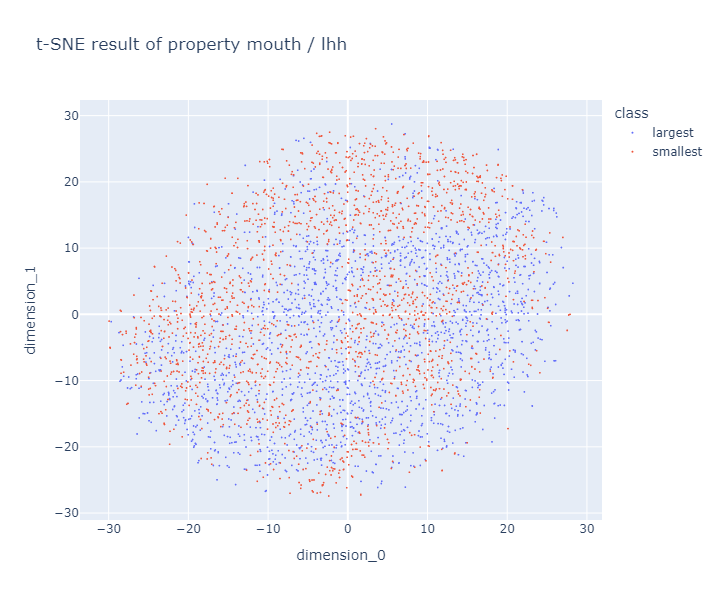 t-SNE result of property mouth / lhh
class
largest
smallest
30
20
10
0
−10
−20
−30
dimension_1
−30
−20
−10
0
10
20
30
dimension_0